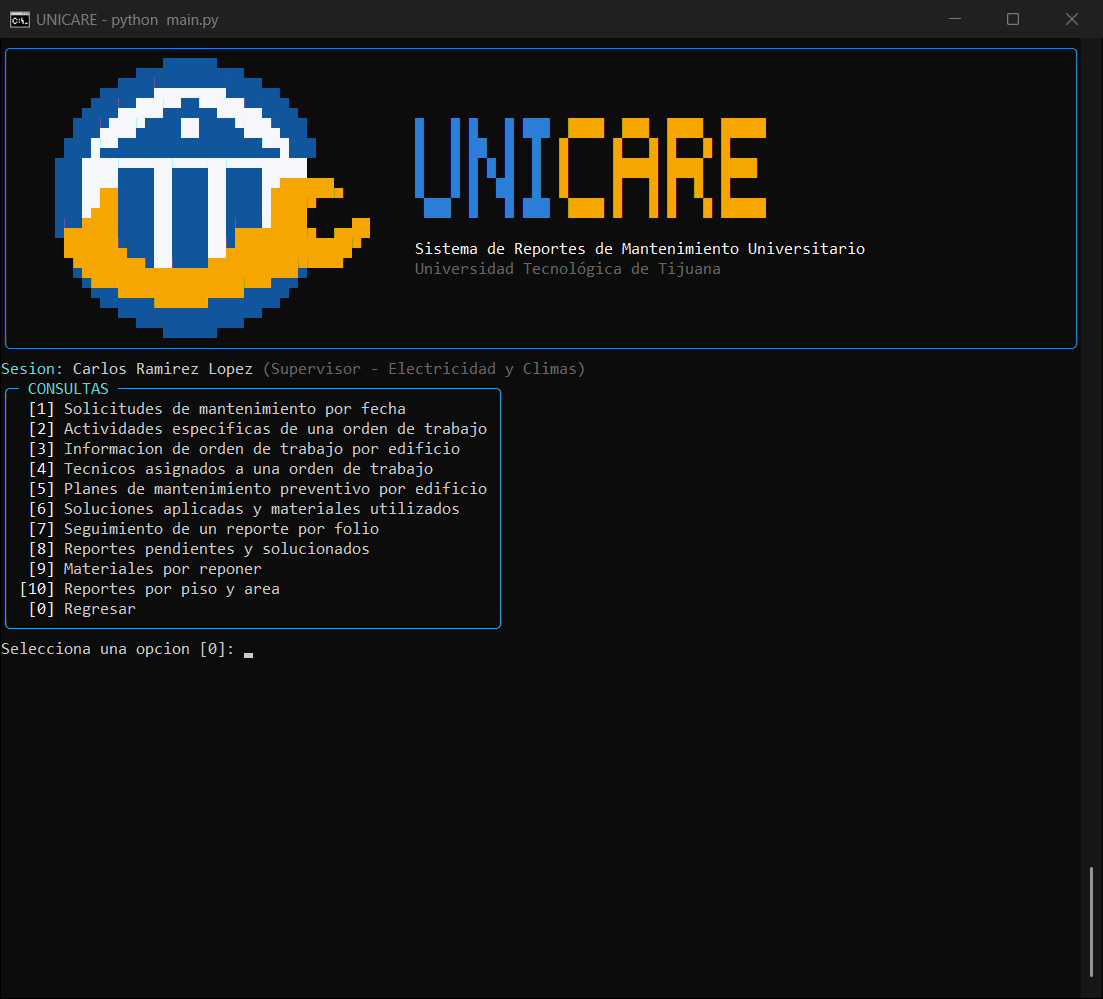 UNICARE - python  main.py
UNICARE
Sistema de Reportes de Mantenimiento Universitario
Universidad Tecnológica de Tijuana
Sesion: Carlos Ramirez Lopez (Supervisor - Electricidad y Climas)
CONSULTAS
[1] Solicitudes de mantenimiento por fecha
[2] Actividades especificas de una orden de trabajo
[3] Informacion de orden de trabajo por edificio
[4] Tecnicos asignados a una orden de trabajo
[5] Planes de mantenimiento preventivo por edificio
[6] Soluciones aplicadas y materiales utilizados
[7] Seguimiento de un reporte por folio
[8] Reportes pendientes y solucionados
[9] Materiales por reponer
[10] Reportes por piso y area
[0] Regresar
Selecciona una opcion [0]: